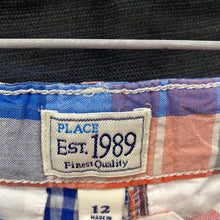 PLACE
EST. 1989
Finest Quality
12
MADE IN